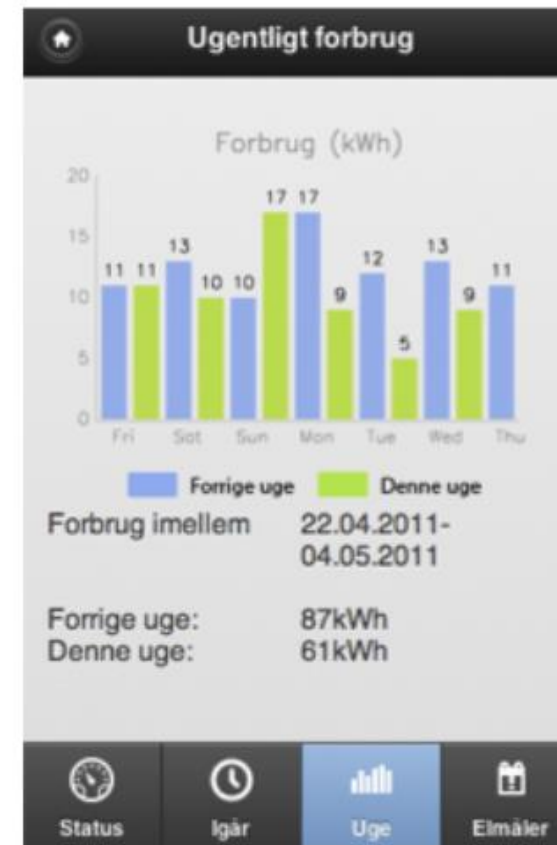 Ugentligt forbrug
Forbrug (kWh)
20
15
10
5
0
11 11 13 10 10 17 17 9 12 5 13 9 11
Fri Sat Sun Mon Tue Wed Thu
Forrige uge Denne uge
Forbrug imellem 22.04.2011-
04.05.2011
Forrige uge: 87kWh
Denne uge: 61kWh
Status Igår Uge Elmåler